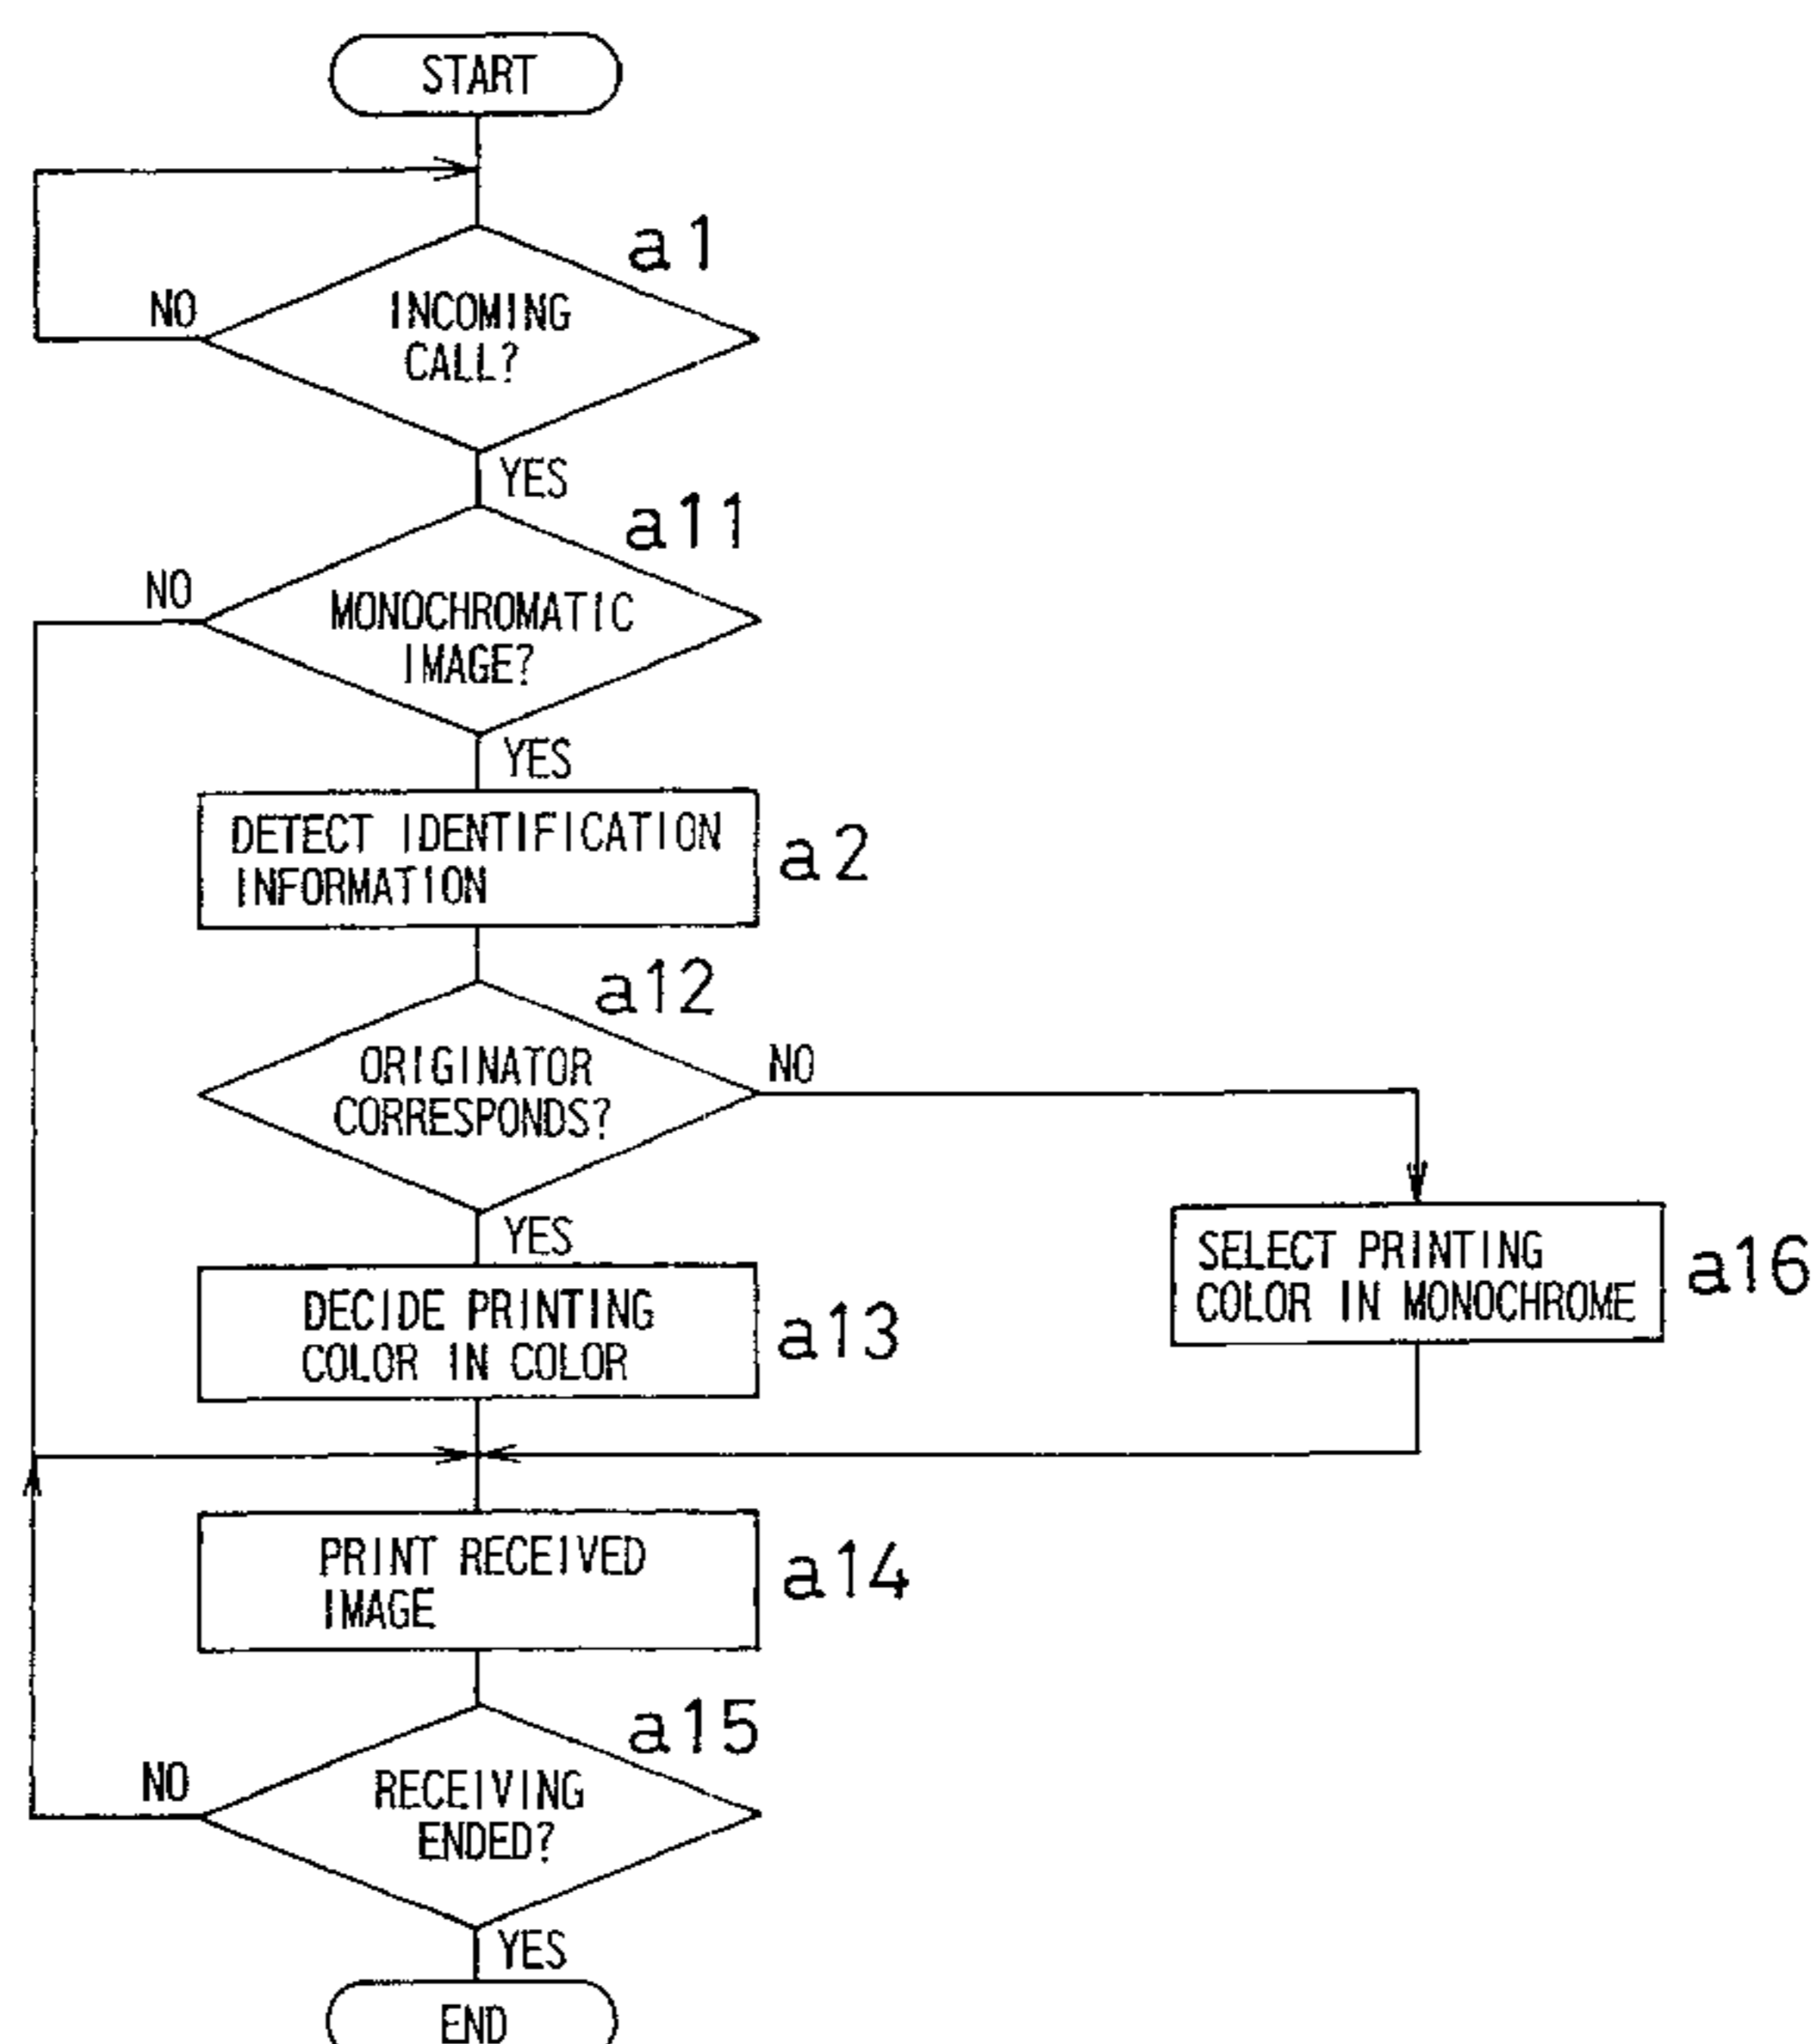 START
a1
INCOMING
CALL?
NO
YES
a11
MONOCHROMATIC
IMAGE?
NO
YES
DETECT IDENTIFICATION
INFORMATION
a2
a12
ORIGINATOR
CORRESPONDS?
NO
YES
DECIDE PRINTING
COLOR IN COLOR
a13
SELECT PRINTING
COLOR IN MONOCHROME
a16
PRINT RECEIVED
IMAGE
a14
a15
RECEIVING
ENDED?
NO
YES
END